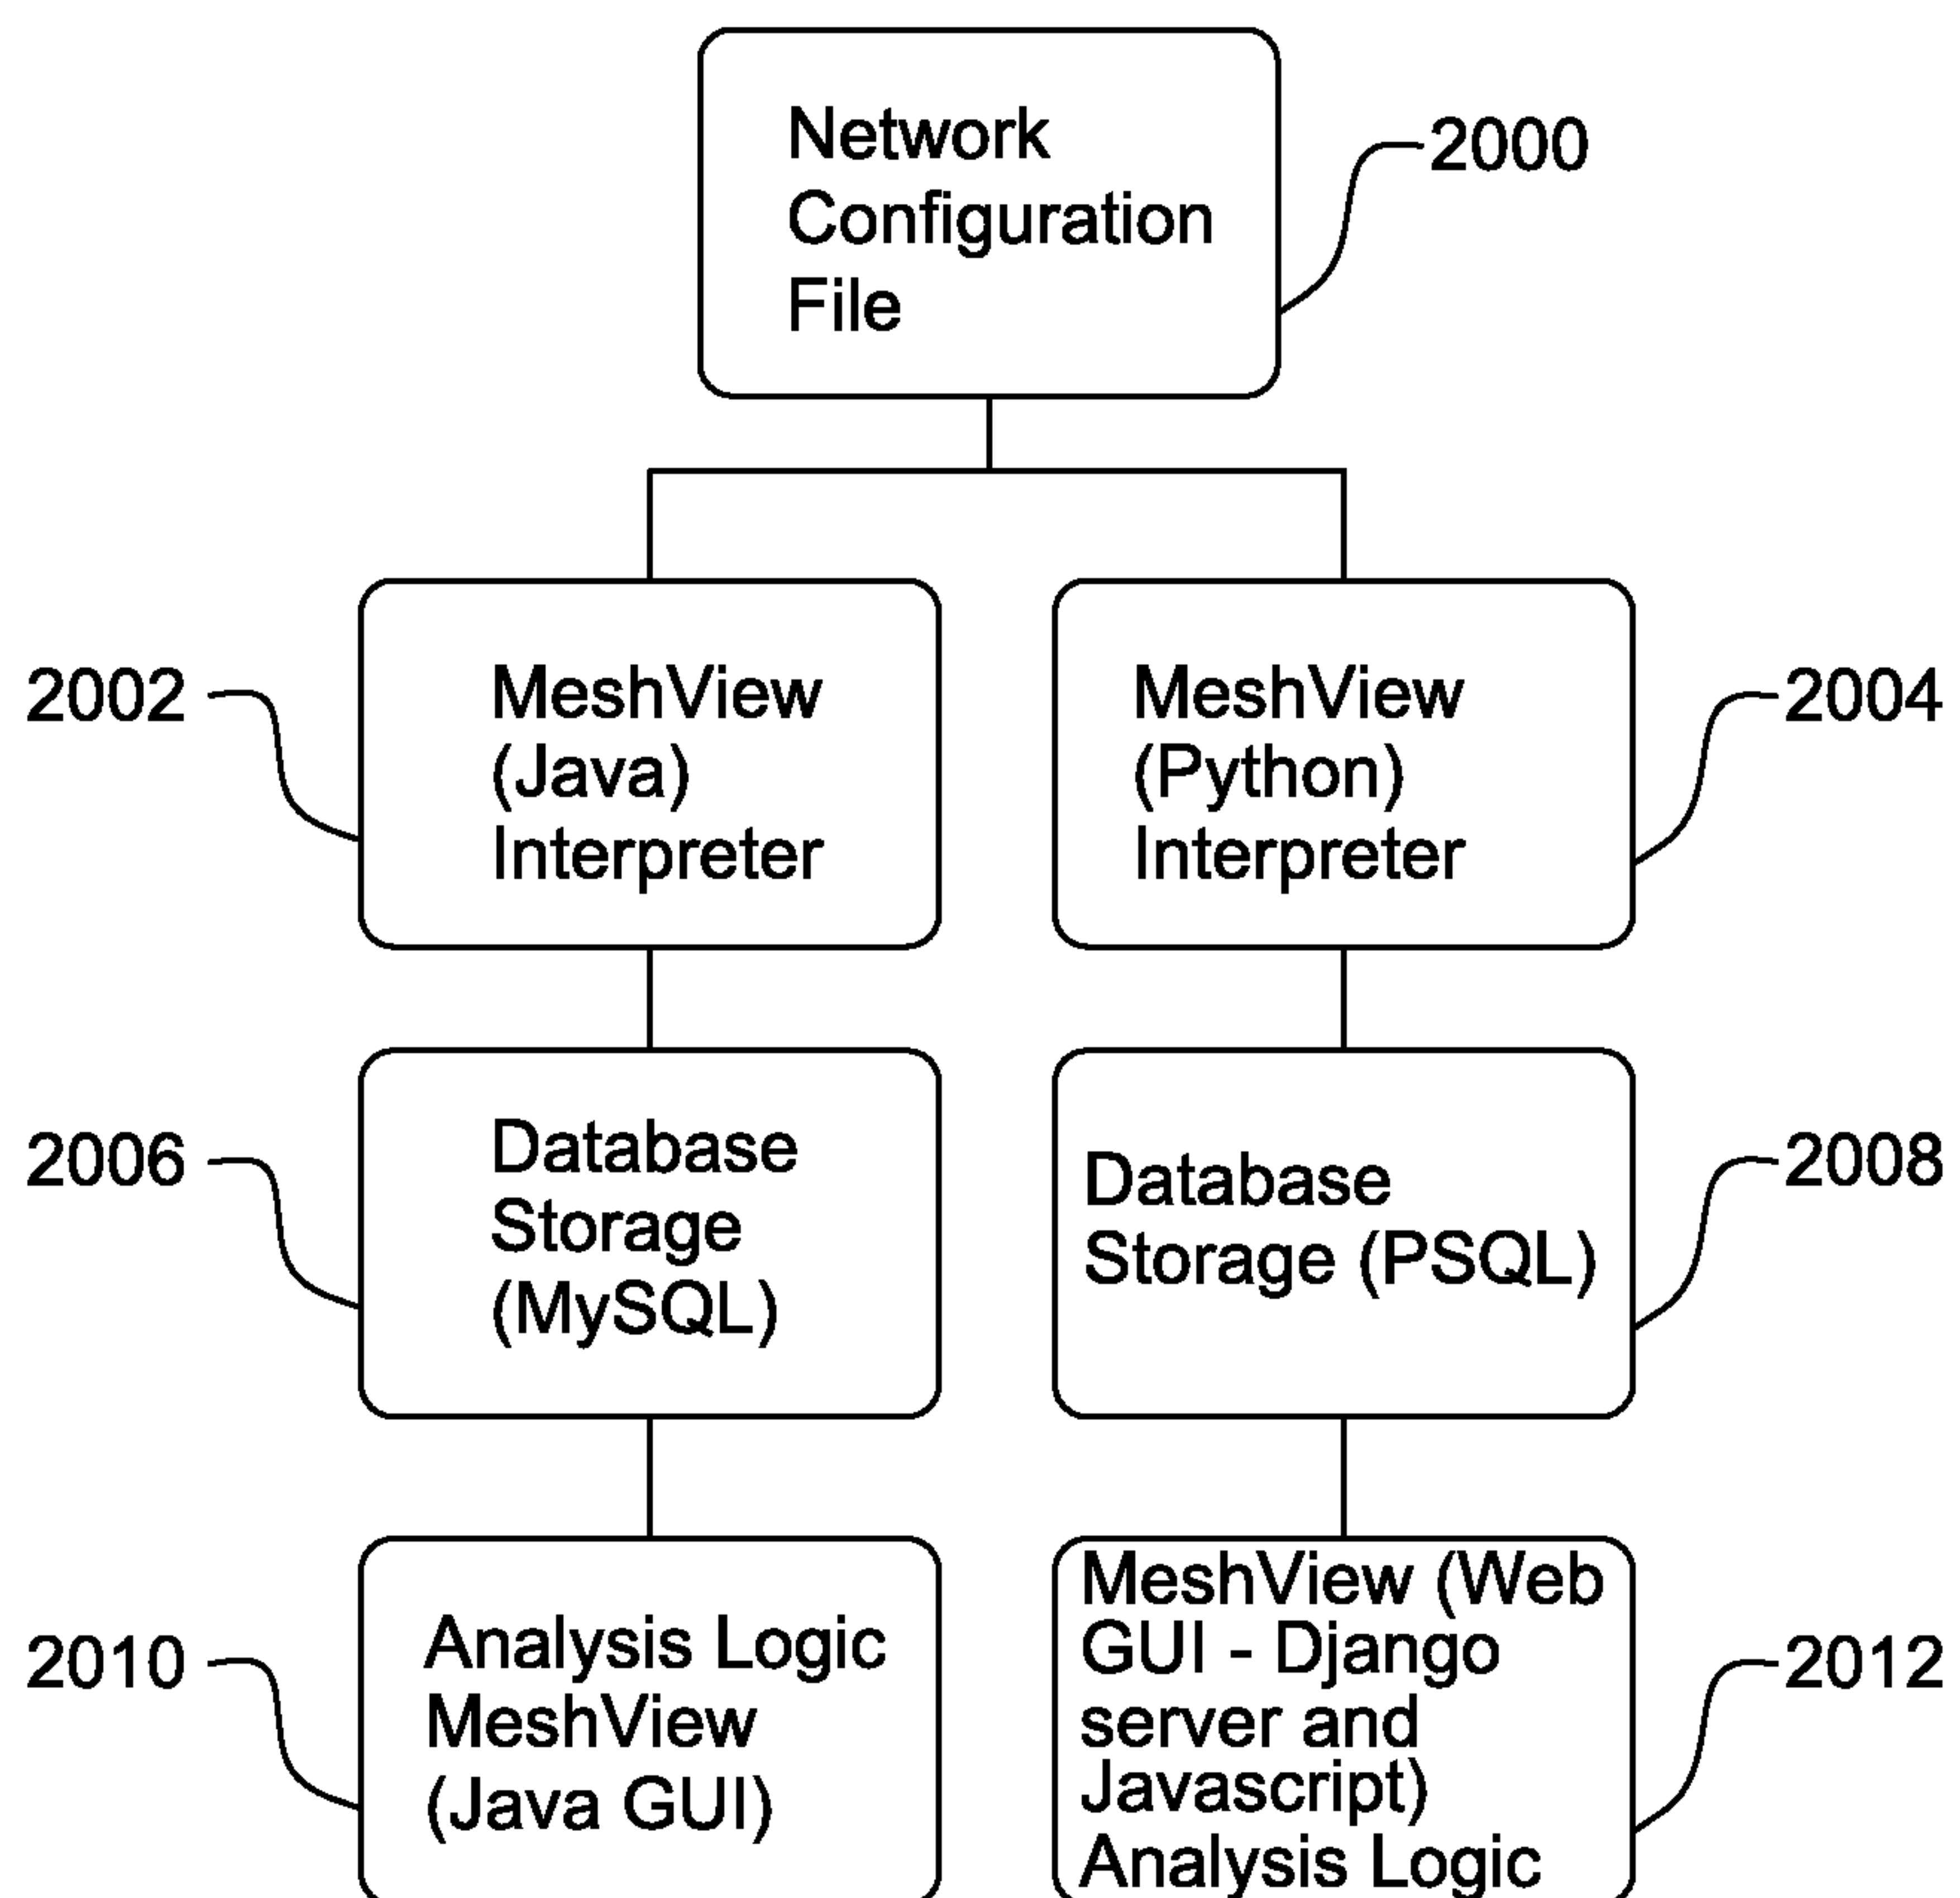 Network
Configuration
File
2000
2002
MeshView
(Java)
Interpreter
MeshView
(Python)
Interpreter
2004
2006
Database
Storage
(MySQL)
Database
Storage (PSQL)
2008
2010
Analysis Logic
MeshView
(Java GUI)
MeshView (Web
GUI - Django
server and
Javascript)
Analysis Logic
2012